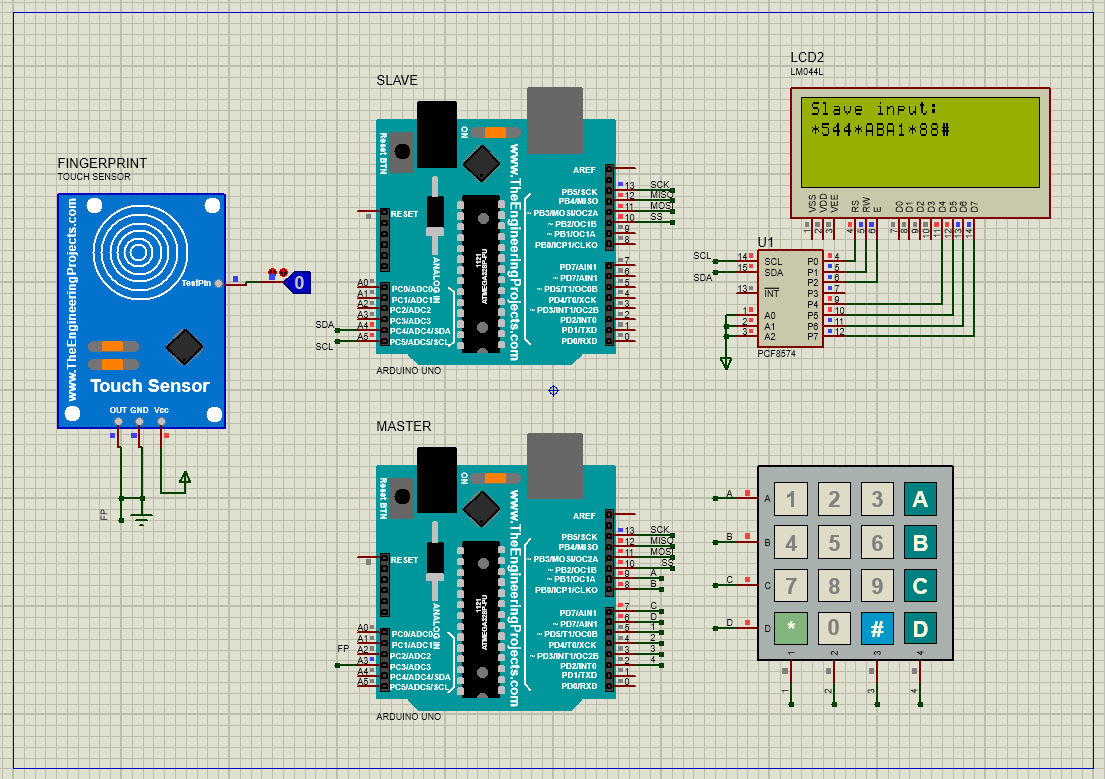 LCD2
LM044L
Slave input:
*544*ABA1*88#
VSS
VDD
VEE
RS
RW
E
D0
D1
D2
D3
D4
D5
D6
D7
1
2
3
4
5
6
7
8
9
10
11
12
13
14
SLAVE
Reset BTN
ON
www.TheEngineeringProjects.com
RESET
ANALOG IN
1121
ATMEGA328P-PU
AREF
PB5/SCK 13 SCK
PB4/MISO 12 MISO
~ PB3/MOSI/OC2A 11 MOSI
~ PB2/OC1B 10 SS
~ PB1/OC1A 9
PB0/ICP1/CLKO 8
PD7/AIN1 7
~ PD7/AIN1 6
~ PD5/T1/OC0B 5
PD4/T0/XCK 4
~ PD3/INT1/OC2B 3
PD2/INT0 2
PD1/TXD 1
PD0/RXD 0
A0 PC0/ADC0
A1 PC1/ADC1
A2 PC2/ADC2
A3 PC3/ADC3
SDA A4 PC4/ADC4/SDA
SCL A5 PC5/ADC5/SCL
ARDUINO UNO
FINGERPRINT
TOUCH SENSOR
www.TheEngineeringProjects.com
TestPin
0
Touch Sensor
OUT GND Vcc
FP
U1
SCL 14 SCL P0 4
SDA 15 SDA P1 5
P2 6
13 INT P3 7
P4 9
1 A0 P5 10
2 A1 P6 11
3 A2 P7 12
PCF8574
MASTER
Reset BTN
ON
www.TheEngineeringProjects.com
RESET
ANALOG IN
1121
ATMEGA328P-PU
AREF
PB5/SCK 13 SCK
PB4/MISO 12 MISO
~ PB3/MOSI/OC2A 11 MOSI
~ PB2/OC1B 10 SS
~ PB1/OC1A 9 A
PB0/ICP1/CLKO 8 B
PD7/AIN1 7 C
~ PD7/AIN1 6 D
~ PD5/T1/OC0B 5 1
PD4/T0/XCK 4 2
~ PD3/INT1/OC2B 3 3
PD2/INT0 2 4
PD1/TXD 1
PD0/RXD 0
A0 PC0/ADC0
A1 PC1/ADC1
A2 PC2/ADC2
FP A3 PC3/ADC3
A4 PC4/ADC4/SDA
A5 PC5/ADC5/SCL
ARDUINO UNO
A A 1 2 3 A
B B 4 5 6 B
C C 7 8 9 C
D D * 0 # D
1 2 3 4
1 2 3 4